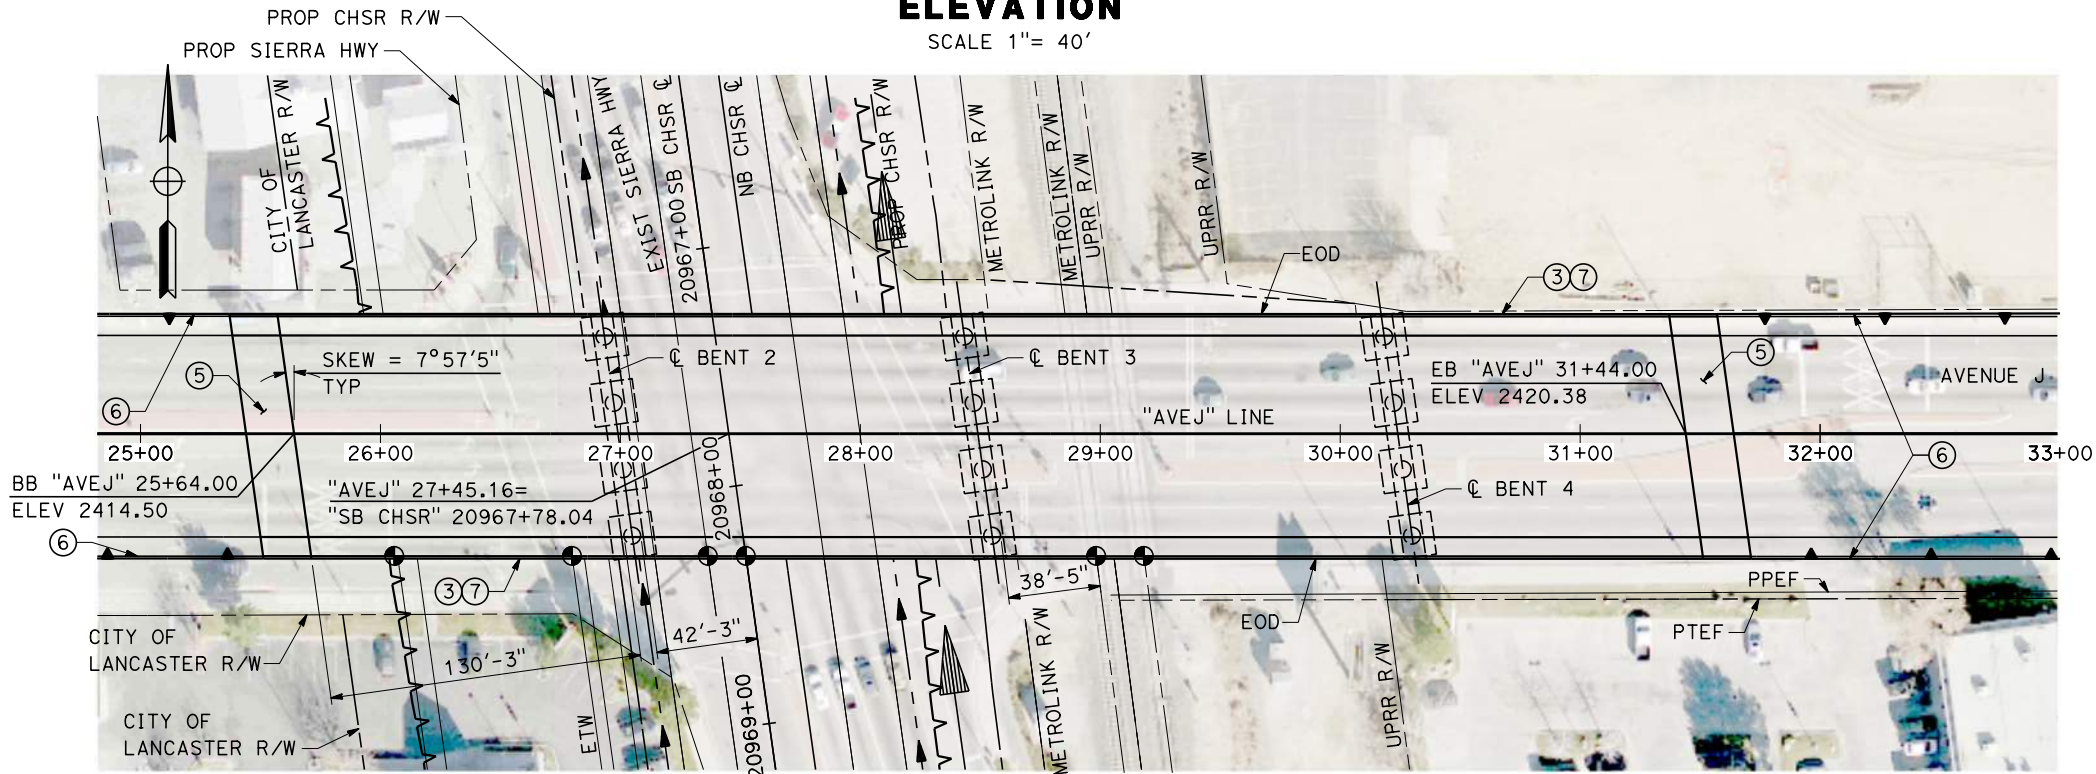 ELEVATION
SCALE 1"= 40'
PROP CHSR R/W
PROP SIERRA HWY
CITY OF
LANCASTER R/W
EXIST SIERRA HWY
SB CHSR ℄
20967+00
NB CHSR ℄
PROP CHSR R/W
METROLINK R/W
METROLINK R/W
UPRR R/W
UPRR R/W
EOD
3 7
SKEW = 7°57'5"
TYP
5
6
℄ BENT 2
℄ BENT 3
EB "AVEJ" 31+44.00
ELEV 2420.38
5
AVENUE J
"AVEJ" LINE
25+00
26+00
27+00
28+00
29+00
30+00
31+00
32+00
33+00
6
BB "AVEJ" 25+64.00
ELEV 2414.50
"AVEJ" 27+45.16=
"SB CHSR" 20967+78.04
20968+00
℄ BENT 4
6
3 7
38'-5"
EOD
PPEF
PTEF
CITY OF
LANCASTER R/W
42'-3"
130'-3"
CITY OF
LANCASTER R/W
ETW
20969+00
METROLINK R/W
UPRR R/W